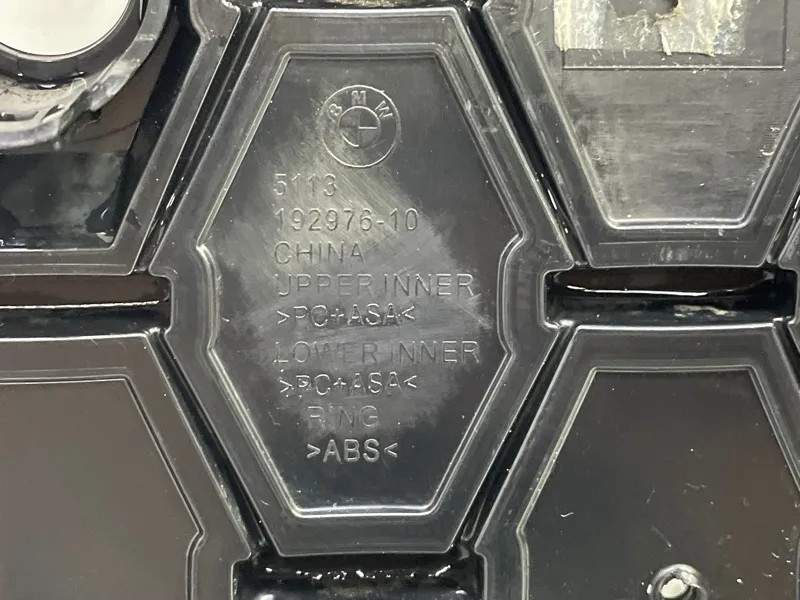 BMW
5113
192976-10
CHINA
UPPER INNER
>PC+ASA<
LOWER INNER
>PC+ASA<
RING
>ABS<